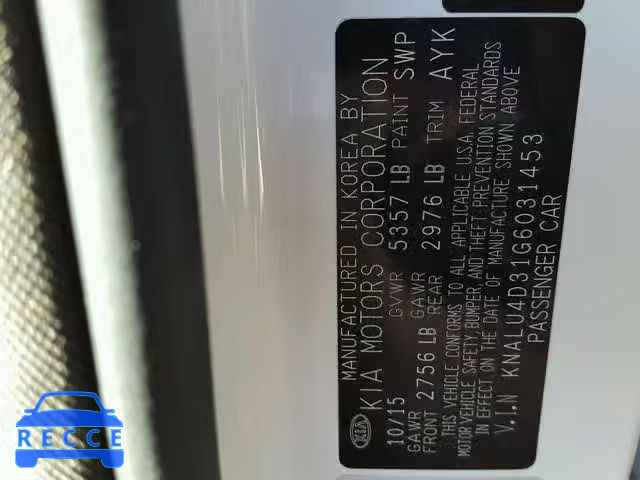 MANUFACTURED IN KOREA BY
KIA MOTORS CORPORATION
KIA
10/15 GVWR 5357 LB PAINT SWP
GAWR FRONT 2756 LB GAWR REAR 2976 LB TRIM AYK
THIS VEHICLE CONFORMS TO ALL APPLICABLE U.S.A. FEDERAL
MOTOR VEHICLE SAFETY BUMPER, AND THEFT PREVENTION STANDARDS
IN EFFECT ON THE DATE OF MANUFACTURE SHOWN ABOVE
V.I.N KNALU4D31G6031453
PASSENGER CAR
RECCE